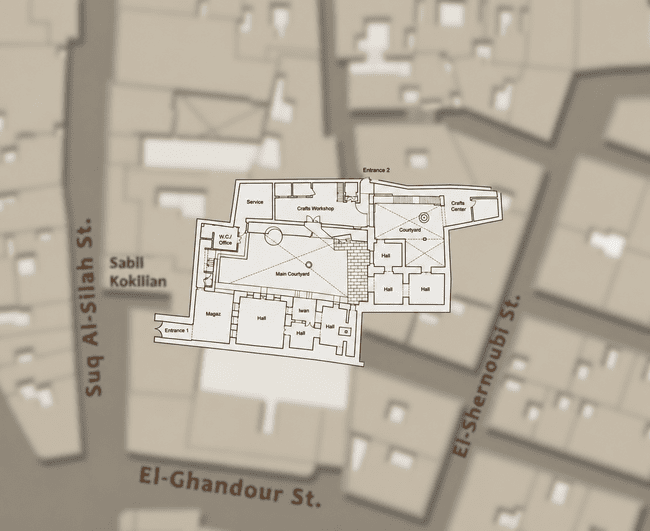 Entrance 2
Service
Crafts Workshop
Crafts
Center
Courtyard
W.C./
Office
Hall
Main Courtyard
Hall
Hall
Sabil
Kokilian
Suq Al-Silah St.
Magaz
Hall
Iwan
Hall
Hall
Entrance 1
El-Shernoubi St.
El-Ghandour St.